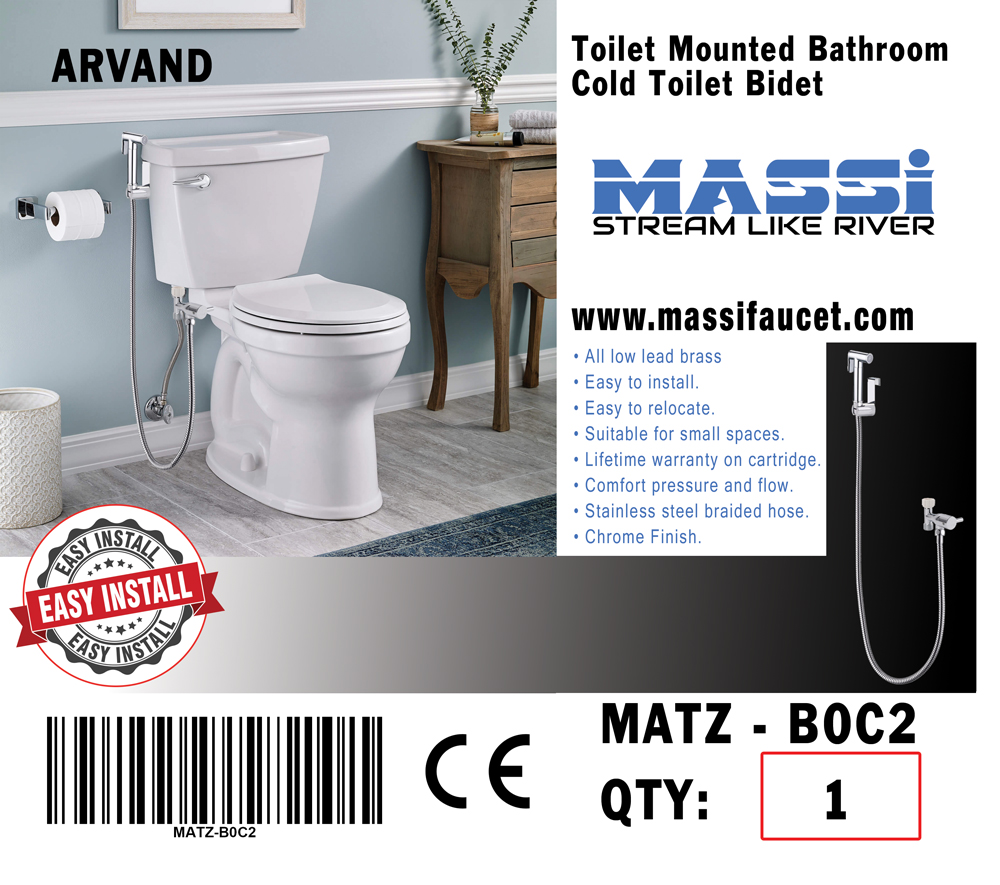 ARVAND
Toilet Mounted Bathroom
Cold Toilet Bidet
MASSi
STREAM LIKE RIVER
www.massifaucet.com
• All low lead brass
• Easy to install.
• Easy to relocate.
• Suitable for small spaces.
• Lifetime warranty on cartridge.
• Comfort pressure and flow.
• Stainless steel braided hose.
• Chrome Finish.
EASY INSTALL
EASY INSTALL
EASY INSTALL
MATZ-B0C2
CE
MATZ - B0C2
QTY: 1